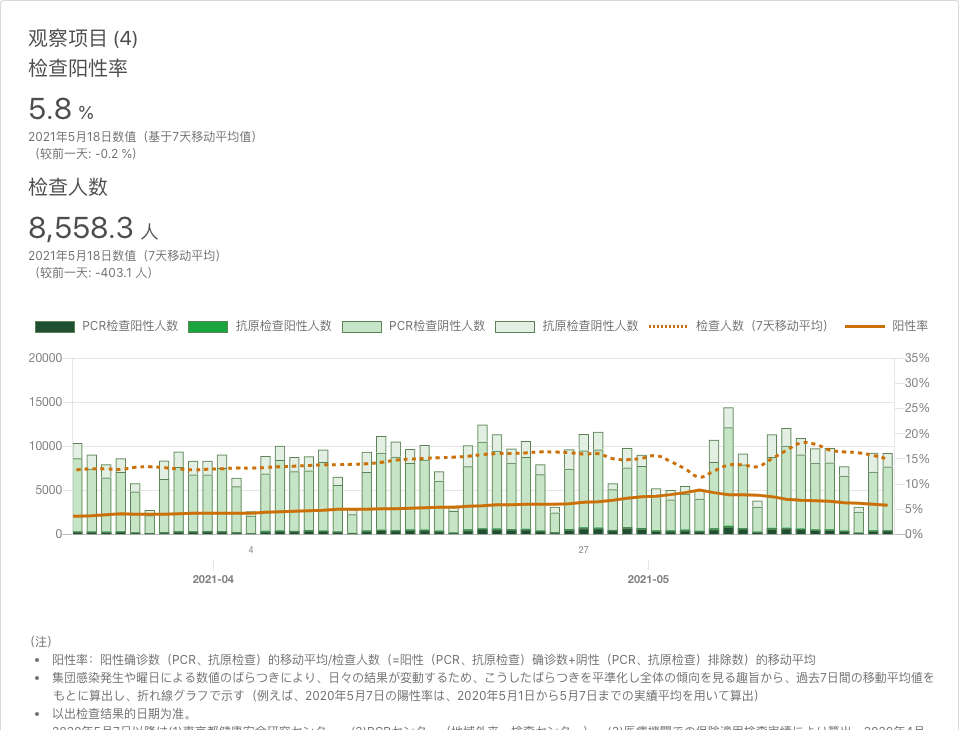 观察项目 (4)
检查阳性率
5.8 %
2021年5月18日数值（基于7天移动平均值）
（较前一天: -0.2 %）
检查人数
8,558.3 人
2021年5月18日数值（7天移动平均）
（较前一天: -403.1 人）
PCR检查阳性人数 抗原检查阳性人数 PCR检查阴性人数 抗原检查阴性人数 检查人数（7天移动平均） 阳性率
20000 35%
30%
15000
25%
10000 20%
15%
5000 10%
5%
0 0%
4 27
2021-04 2021-05
（注）
• 阳性率：阳性确诊数（PCR、抗原检查）的移动平均/检查人数（=阳性（PCR、抗原检查）确诊数+阴性（PCR、抗原检查）排除数）的移动平均
• 集団感染発生や曜日による数値のばらつきにより、日々の結果が変動するため、こうしたばらつきを平準化し全体の傾向を見る趣旨から、過去7日間の移動平均値を
もとに算出し、折れ線グラフで示す（例えば、2020年5月7日の陽性率は、2020年5月1日から5月7日までの実績平均を用いて算出）
• 以出检查结果的日期为准。